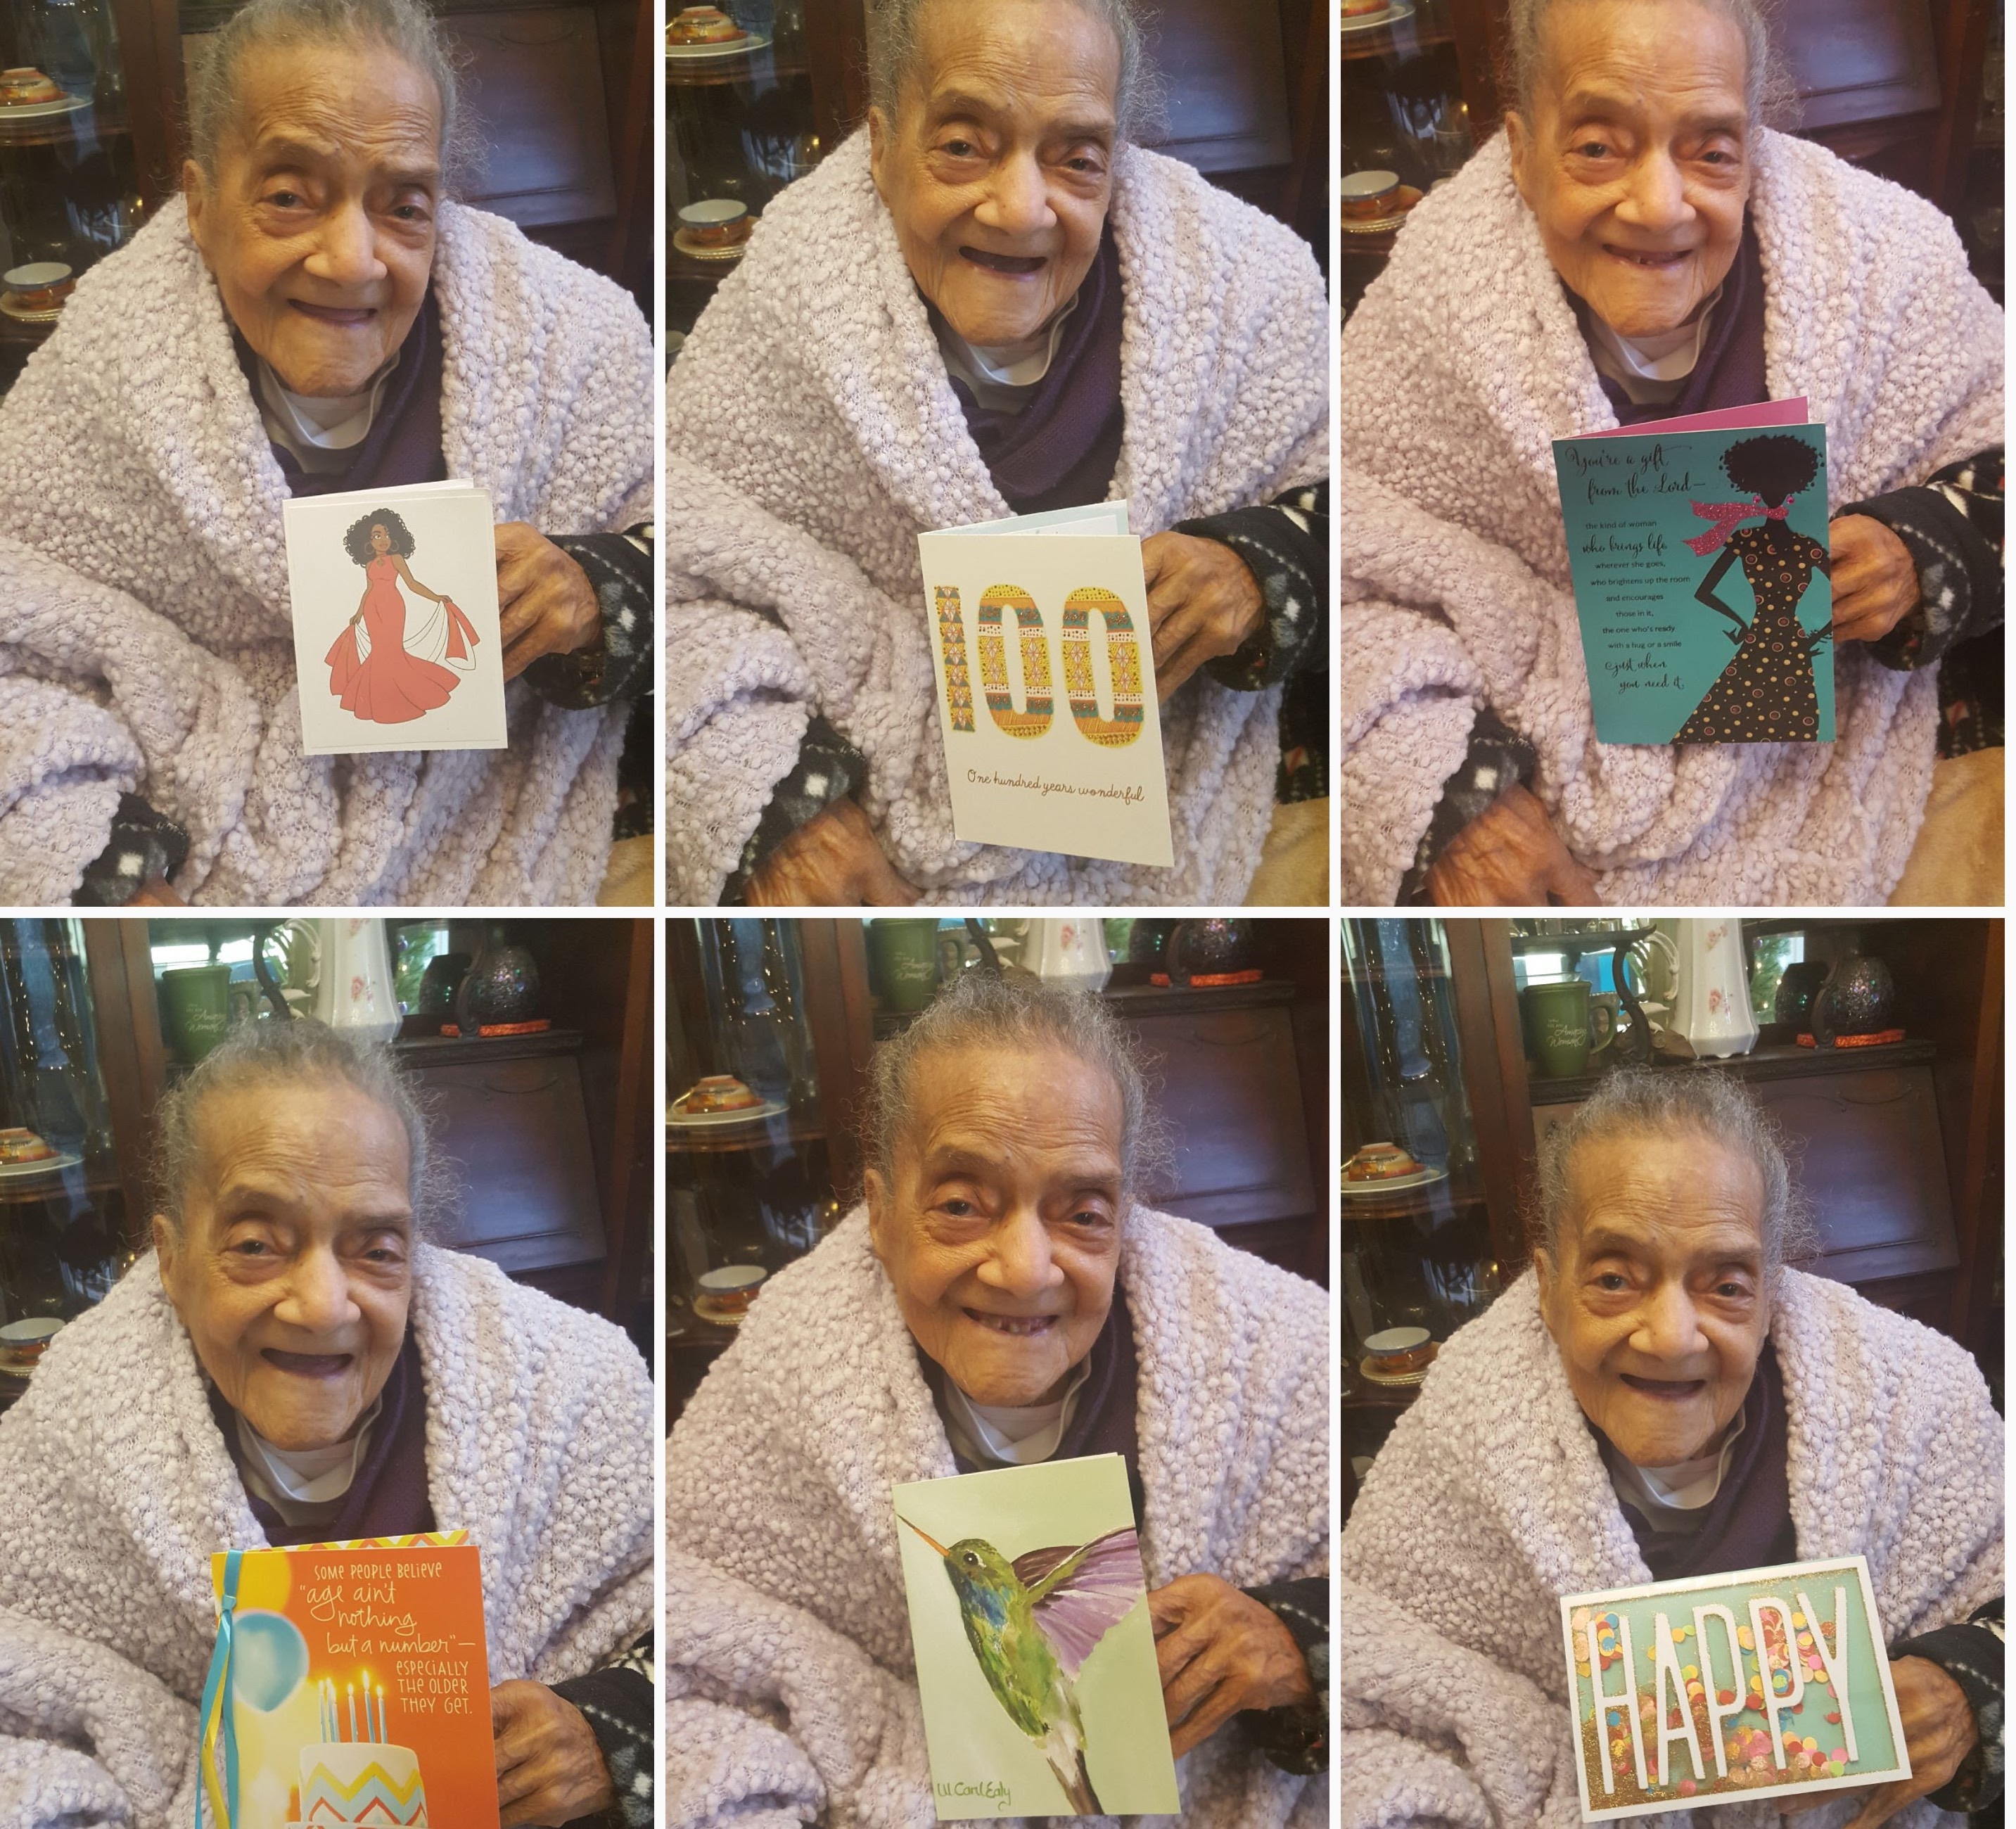 100
One hundred years wonderful
You're a gift
from the Lord—
the kind of woman
who brings life
wherever she goes,
who brightens up the room
and encourages
those in it,
the one who's ready
with a hug or a smile
just when
you need it
SOME PEOPLE BELIEVE
"age ain't
nothing
but a number"—
ESPECIALLY
THE OLDER
THEY GET.
HAPPY
Amazing
Woman